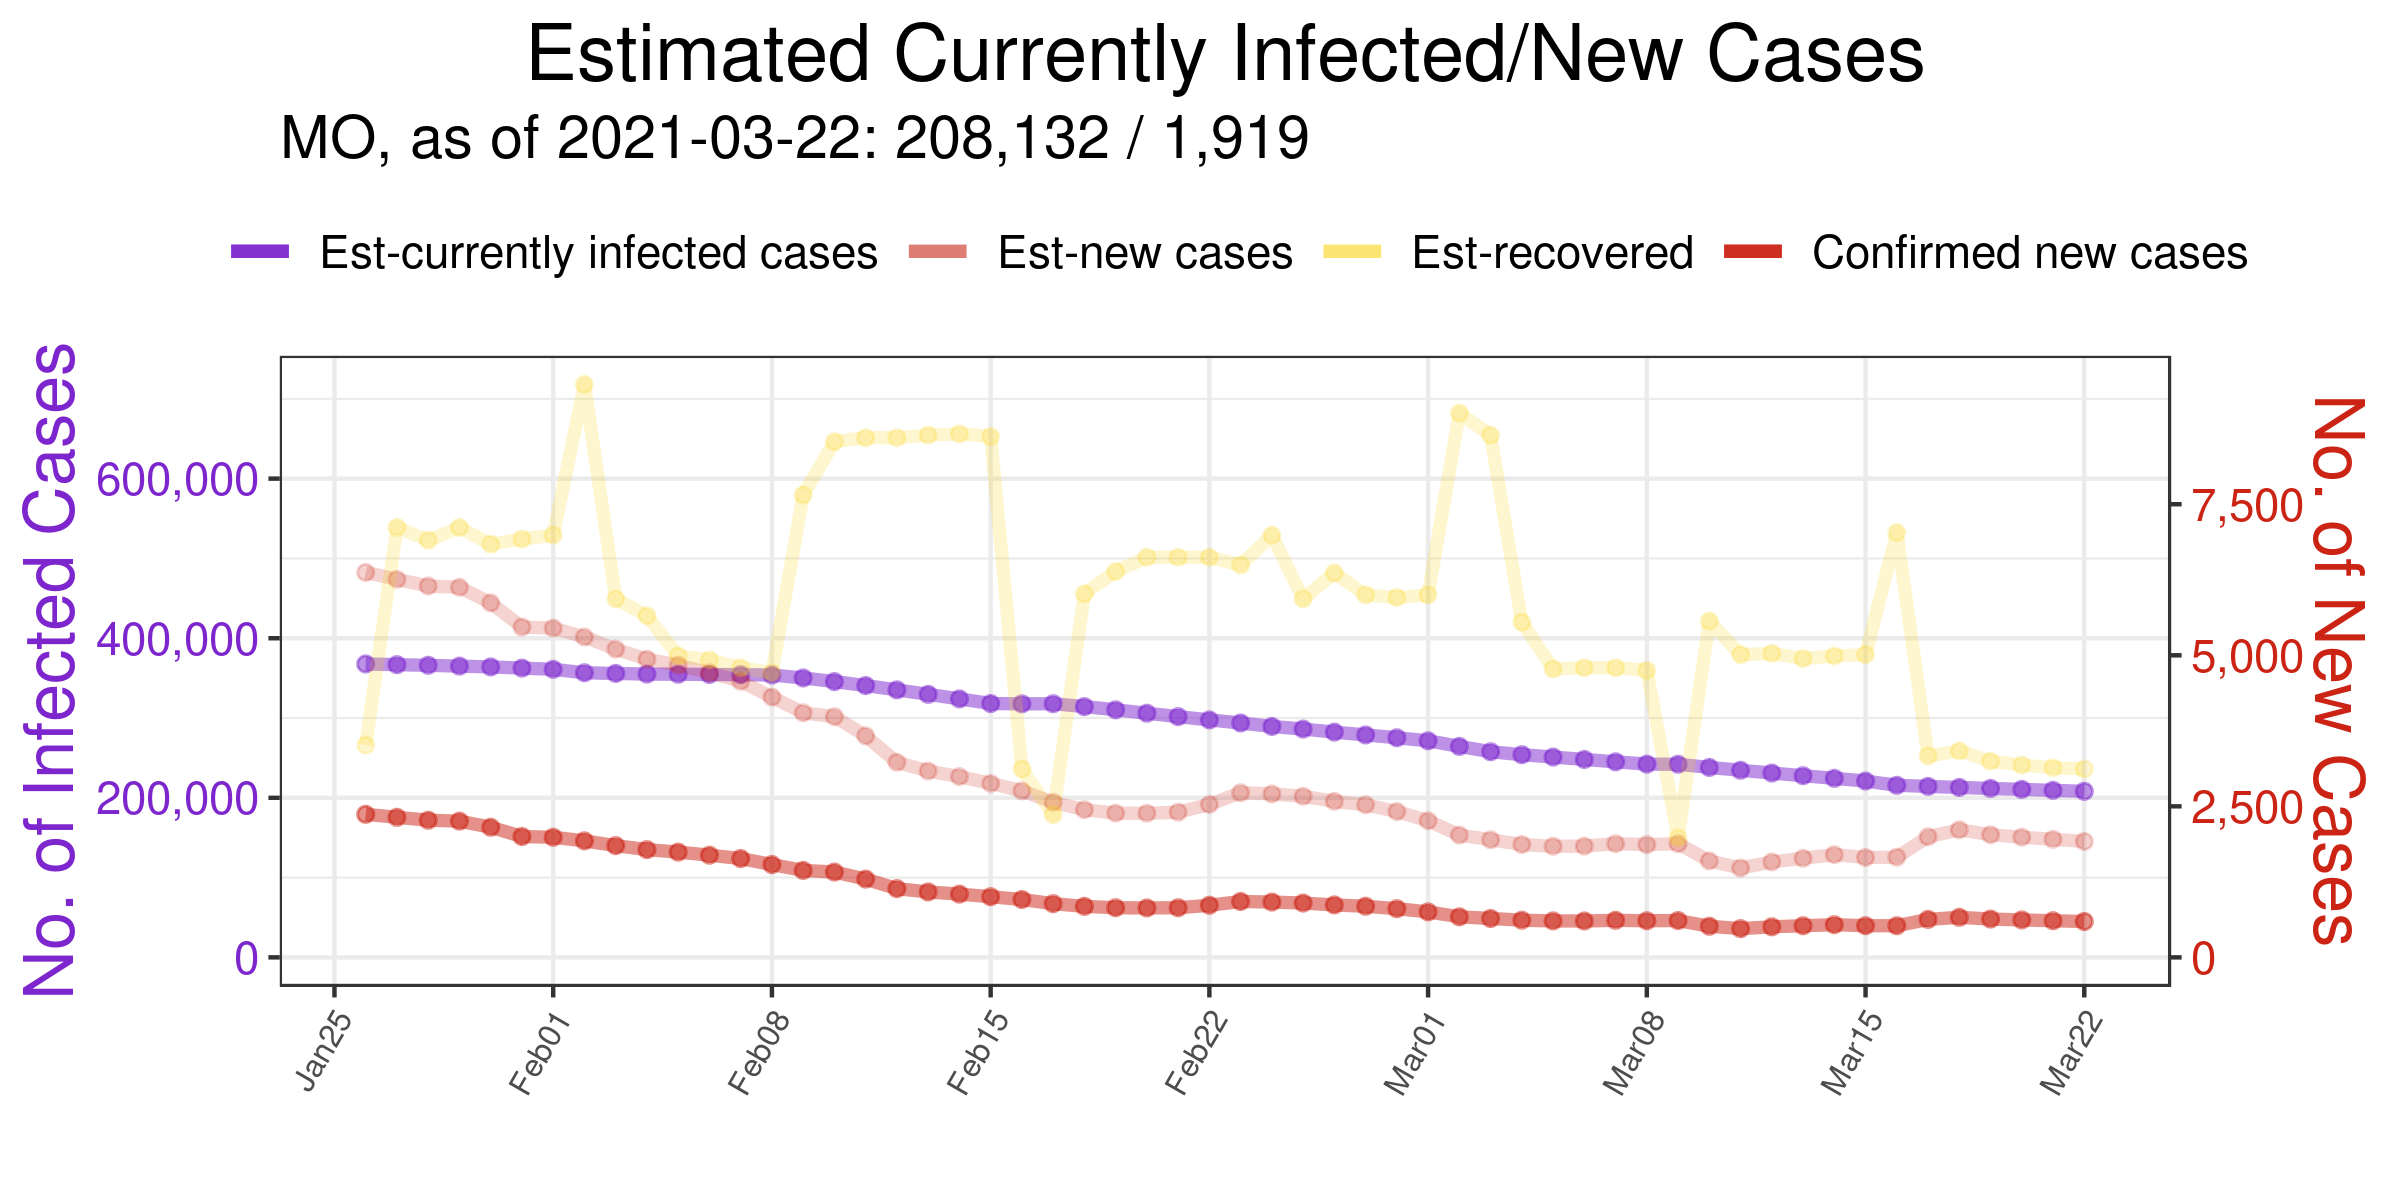 Estimated Currently Infected/New Cases
MO, as of 2021-03-22: 208,132 / 1,919
Est-currently infected cases Est-new cases Est-recovered Confirmed new cases
No. of Infected Cases
600,000
400,000
200,000
0
7,500
5,000
2,500
0
No. of New Cases
Jan25 Feb01 Feb08 Feb15 Feb22 Mar01 Mar08 Mar15 Mar22